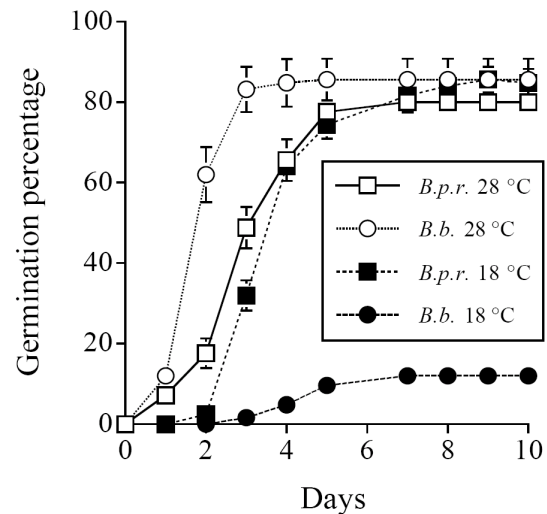 Germination percentage
100
80
60
40
20
0
0
2
4
6
8
10
Days
B.p.r. 28 °C
B.b. 28 °C
B.p.r. 18 °C
B.b. 18 °C